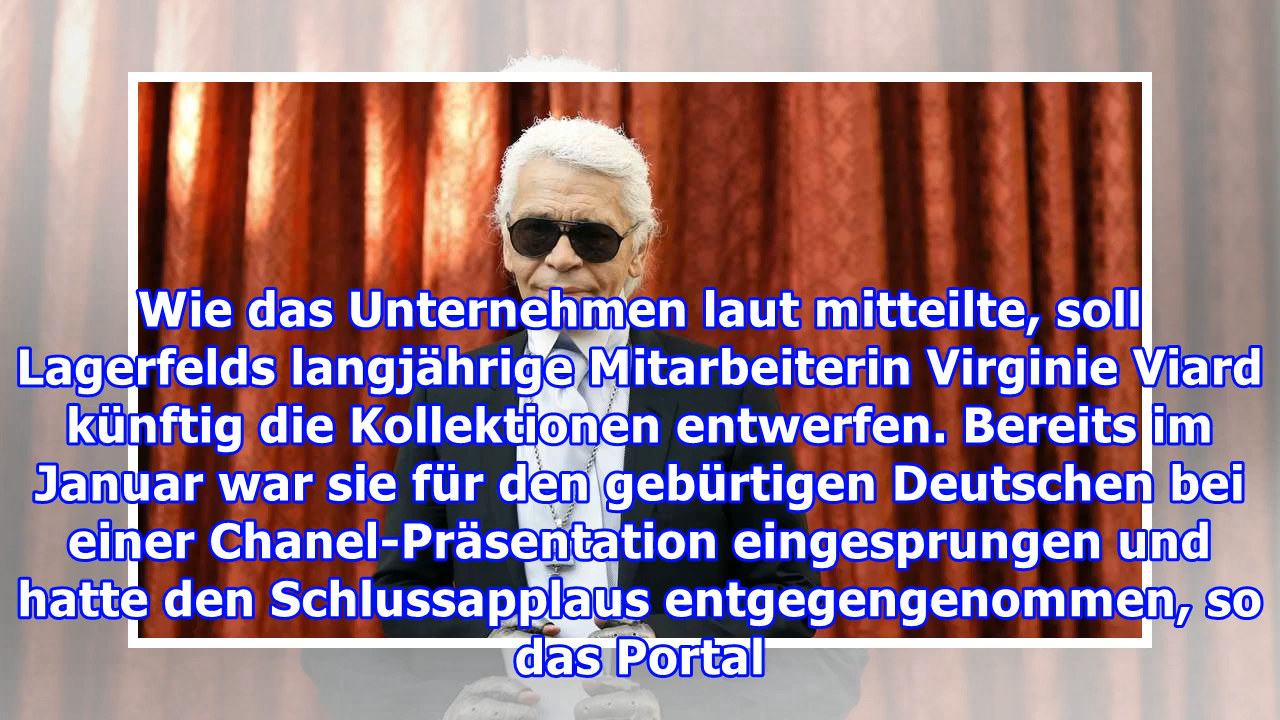 Wie das Unternehmen laut mitteilte, soll
Lagerfelds langjährige Mitarbeiterin Virginie Viard
künftig die Kollektionen entwerfen. Bereits im
Januar war sie für den gebürtigen Deutschen bei
einer Chanel-Präsentation eingesprungen und
hatte den Schlussapplaus entgegengenommen, so
das Portal